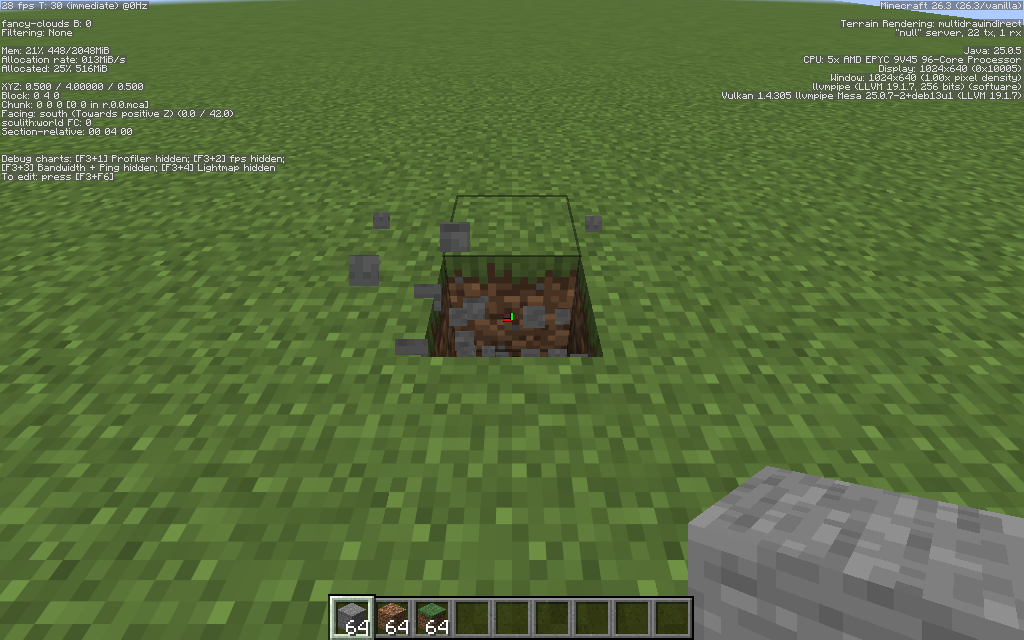 28 fps T: 30 (immediate) @0Hz
fancy-clouds B: 0
Filtering: None
Mem: 21% 448/2048MiB
Allocation rate: 013MiB/s
Allocated: 25% 516MiB
XYZ: 0.500 / 4.00000 / 0.500
Block: 0 4 0
Chunk: 0 0 0 [0 0 in r.0.0.mca]
Facing: south (Towards positive Z) (0.0 / 42.0)
sculith:world FC: 0
Section-relative: 00 04 00
Debug charts: [F3+1] Profiler hidden; [F3+2] fps hidden;
[F3+3] Bandwidth + Ping hidden; [F3+4] Lightmap hidden
To edit: press [F3+F6]
Minecraft 26.3 (26.3/vanilla)
Terrain Rendering: multidrawindirect
"null" server, 22 tx, 1 rx
Java: 25.0.5
CPU: 5x AMD EPYC 9V45 96-Core Processor
Display: 1024x640 (0x10005)
Window: 1024x640 (1.00x pixel density)
llvmpipe (LLVM 19.1.7, 256 bits) (software)
Vulkan 1.4.305 llvmpipe Mesa 25.0.7-2+deb13u1 (LLVM 19.1.7)
64 64 64